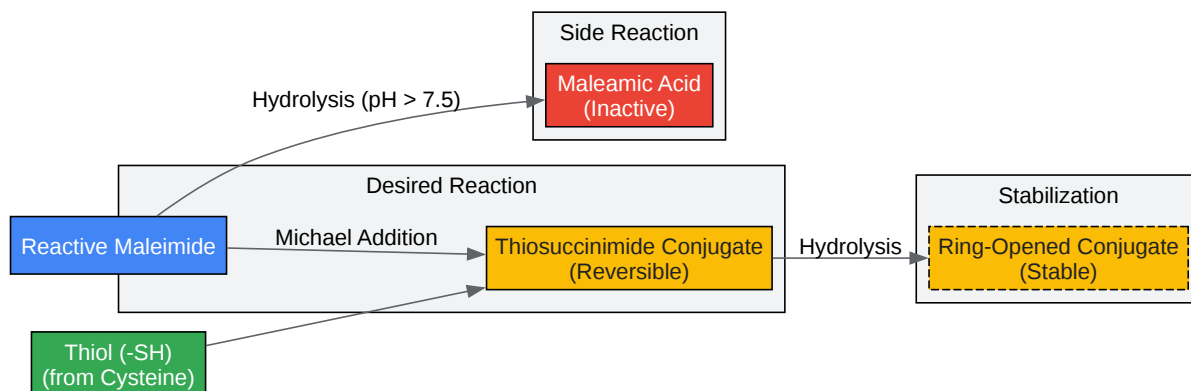 Side Reaction
Maleamic Acid
(Inactive)
Hydrolysis (pH > 7.5)
Desired Reaction
Reactive Maleimide
Michael Addition
Thiosuccinimide Conjugate
(Reversible)
Hydrolysis
Stabilization
Ring-Opened Conjugate
(Stable)
Thiol (-SH)
(from Cysteine)